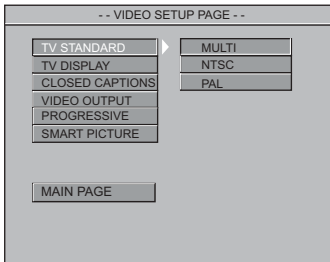 - - VIDEO SETUP PAGE - -
TV STANDARD
TV DISPLAY
CLOSED CAPTIONS
VIDEO OUTPUT
PROGRESSIVE
SMART PICTURE
MULTI
NTSC
PAL
MAIN PAGE